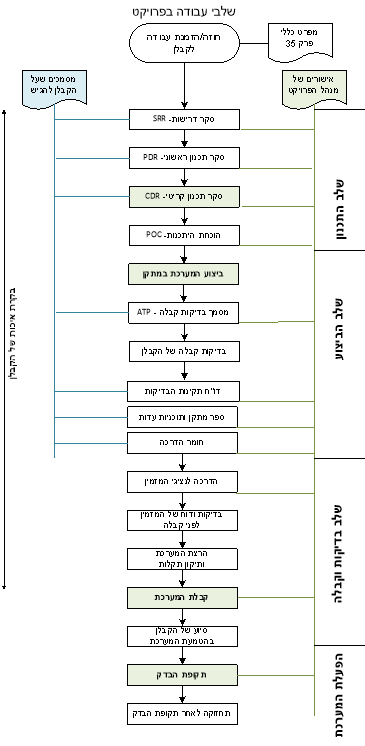 שלבי עבודה בפרויקט
חוזה/הזמנת עבודה
לקבלן
מפרט כללי
פרק 35
אישורים של
מנהל הפרויקט
מסמכים שעל
הקבלן להגיש
סקר דרישות- SRR
סקר תכנון ראשוני- PDR
סקר תכנון קריטי- CDR
הוכחת היתכנות- POC
ביצוע המערכת במתקן
מסמך בדיקות קבלה - ATP
בדיקות קבלה של הקבלן
דו"ח תקינות הבדיקות
ספר מתקן ותוכניות עדות
חומר הדרכה
הדרכה לנציגי המזמין
בדיקות ודוח של המזמין
לפני קבלה
הרצת המערכת
ותיקון תקלות
קבלת המערכת
סיוע של הקבלן
בהטמעת המערכת
תקופת הבדק
תחזוקה לאחר תקופת הבדק
שלב התכנון
שלב הביצוע
שלב בדיקות וקבלה
הפעלת המערכת
בקרת איכות של הקבלן